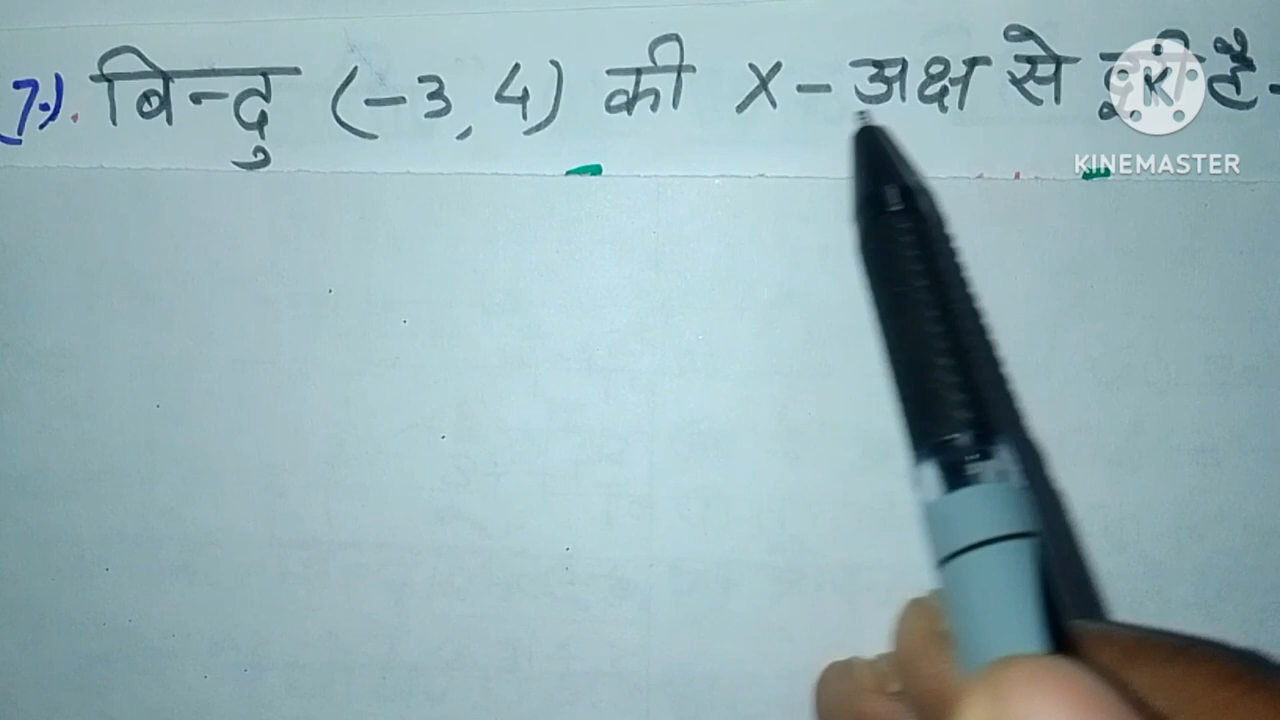 7). बिन्दु (-3, 4) की x-अक्ष से है-
K
KINEMASTER